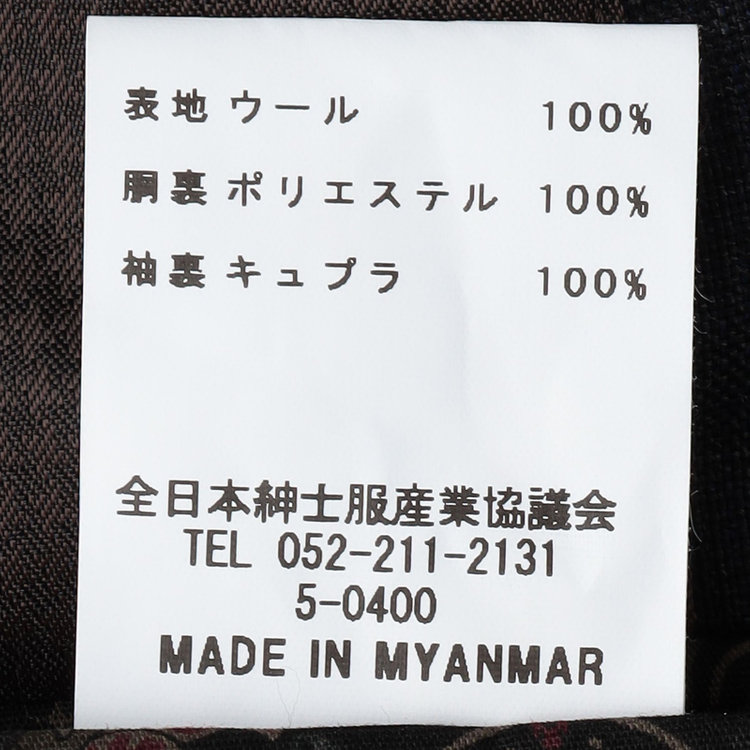 表地 ウール 100%
胴裏 ポリエステル 100%
袖裏 キュプラ 100%
全日本紳士服産業協議会
TEL 052-211-2131
5-0400
MADE IN MYANMAR